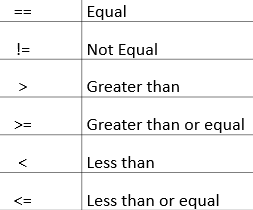 == Equal
!= Not Equal
> Greater than
>= Greater than or equal
< Less than
<= Less than or equal